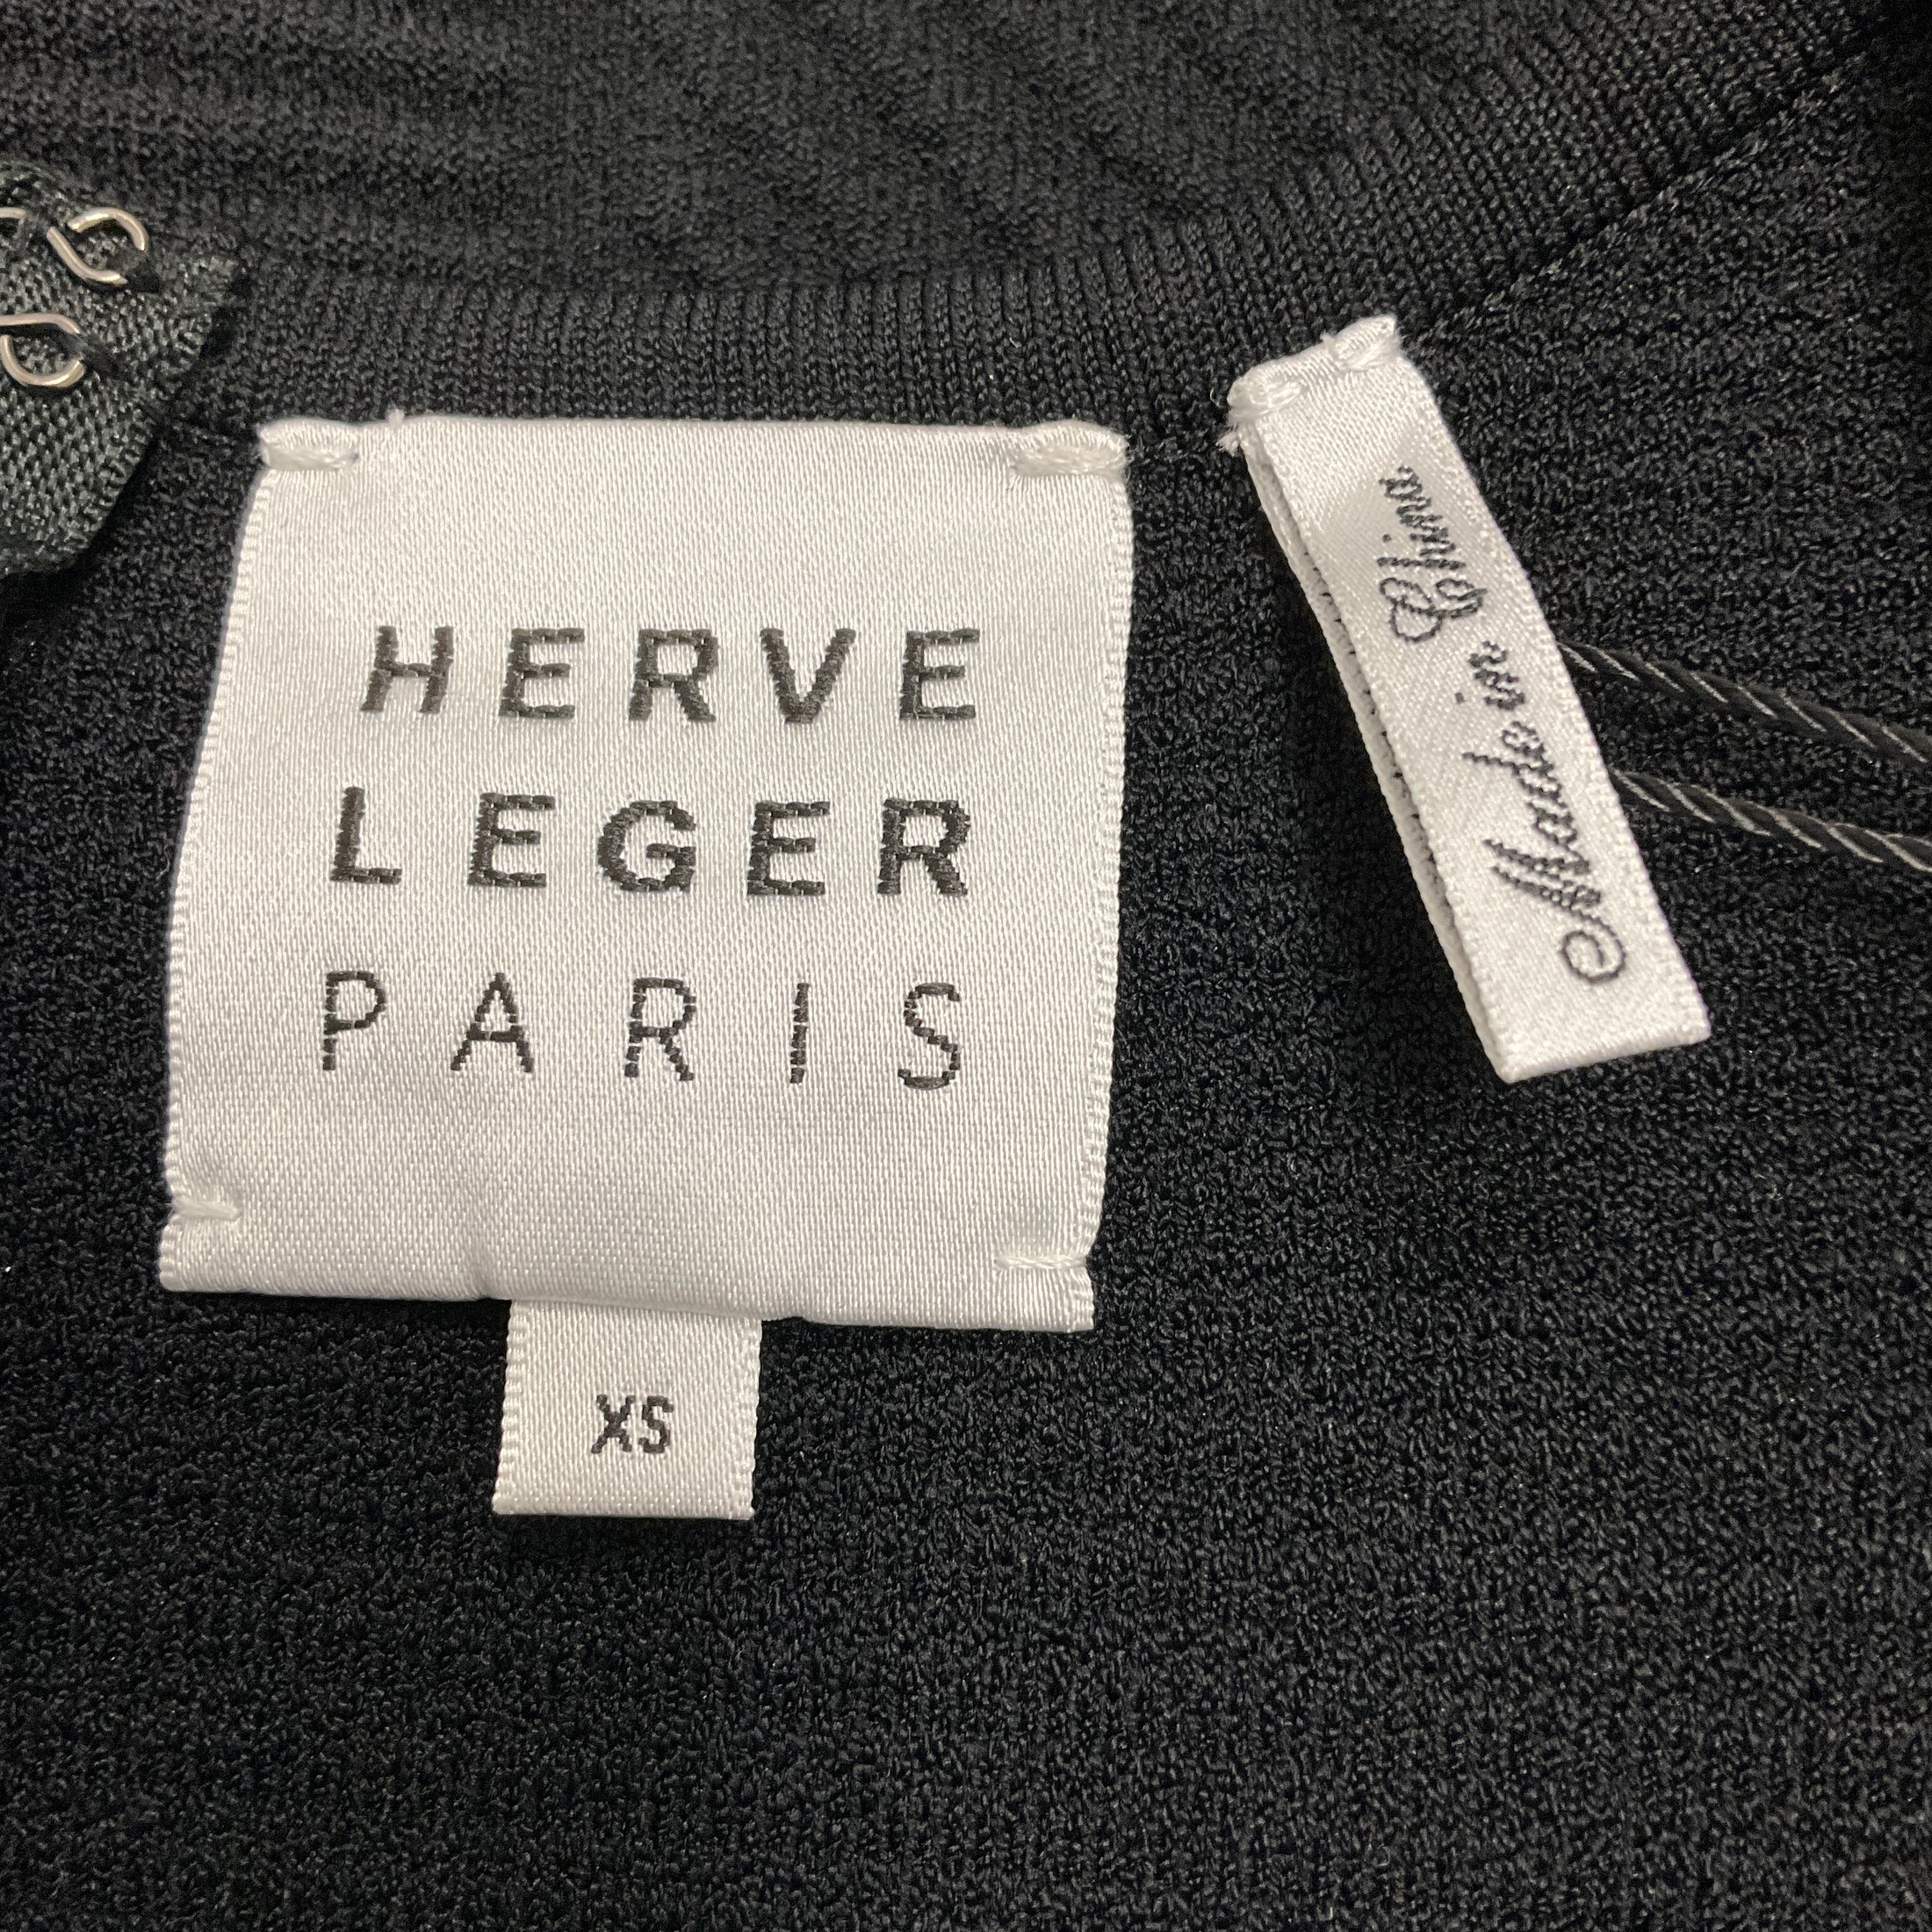 HERVE
LEGER
PARIS
XS
Made in China